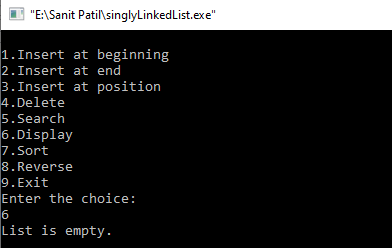 "E:\Sanit Patil\singlyLinkedList.exe"
1.Insert at beginning
2.Insert at end
3.Insert at position
4.Delete
5.Search
6.Display
7.Sort
8.Reverse
9.Exit
Enter the choice:
6
List is empty.